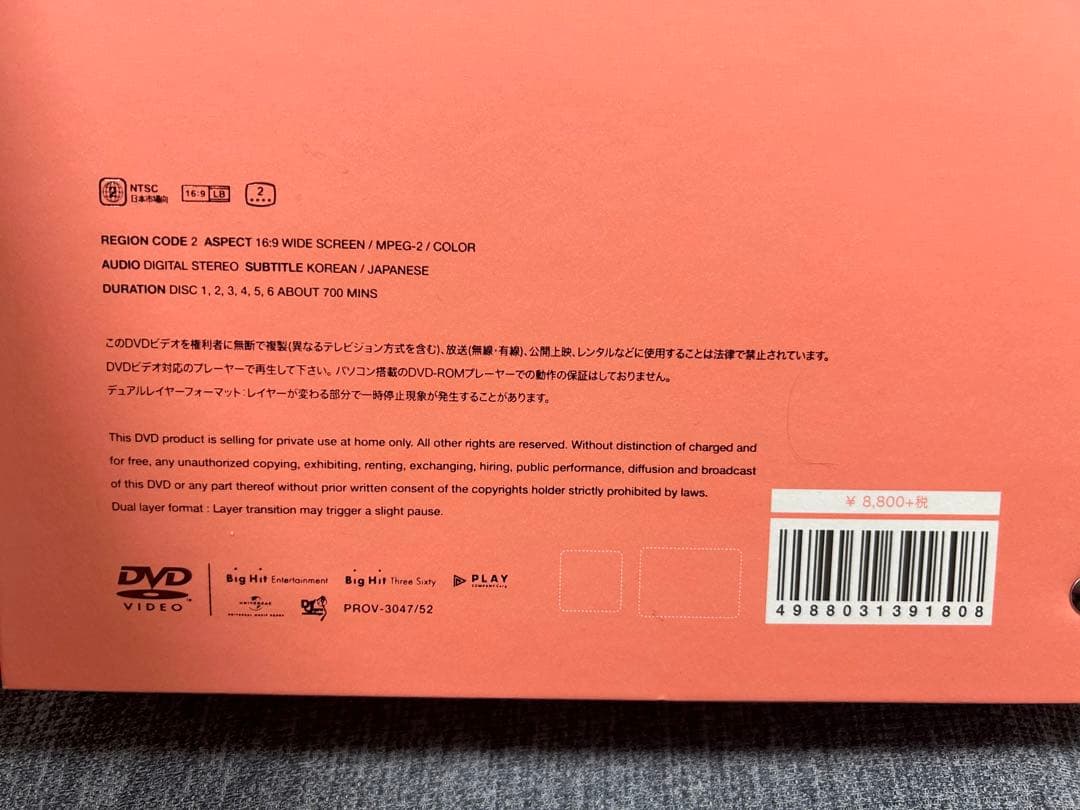 2 NTSC
日本市場向
16:9 LB
2
REGION CODE 2 ASPECT 16:9 WIDE SCREEN / MPEG-2 / COLOR
AUDIO DIGITAL STEREO SUBTITLE KOREAN / JAPANESE
DURATION DISC 1, 2, 3, 4, 5, 6 ABOUT 700 MINS
このDVDビデオを権利者に無断で複製(異なるテレビジョン方式を含む)、放送(無線・有線)、公開上映、レンタルなどに使用することは法律で禁止されています。
DVDビデオ対応のプレーヤーで再生して下さい。パソコン搭載のDVD-ROMプレーヤーでの動作の保証はしておりません。
デュアルレイヤーフォーマット：レイヤーが変わる部分で一時停止現象が発生することがあります。
This DVD product is selling for private use at home only. All other rights are reserved. Without distinction of charged and
for free, any unauthorized copying, exhibiting, renting, exchanging, hiring, public performance, diffusion and broadcast
of this DVD or any part thereof without prior written consent of the copyrights holder strictly prohibited by laws.
Dual layer format : Layer transition may trigger a slight pause.
¥ 8,800+税
4988031391808
DVD
VIDEO
BigHit Entertainment
BigHit Three Sixty
PLAY
COMPANY Corp.
UNIVERSAL
UNIVERSAL MUSIC GROUP
PROV-3047/52